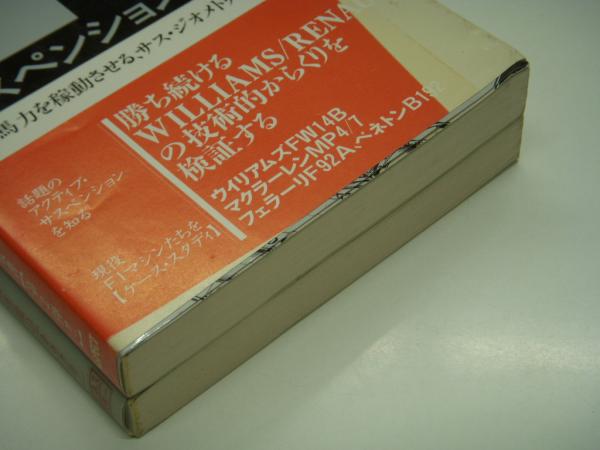 スペンション
馬力を稼動させる、サス・ジオメト
勝ち続ける
WILLIAMS/RENAU
の技術的からくりを
検証する
ウイリアムズFW14B
マクラーレンMP4/7
フェラーリF92A、ベネトンB192
話題の
アクティブ・
サスペンション
を知る
現役
F1マシンたちを
【ケース・スタディ】